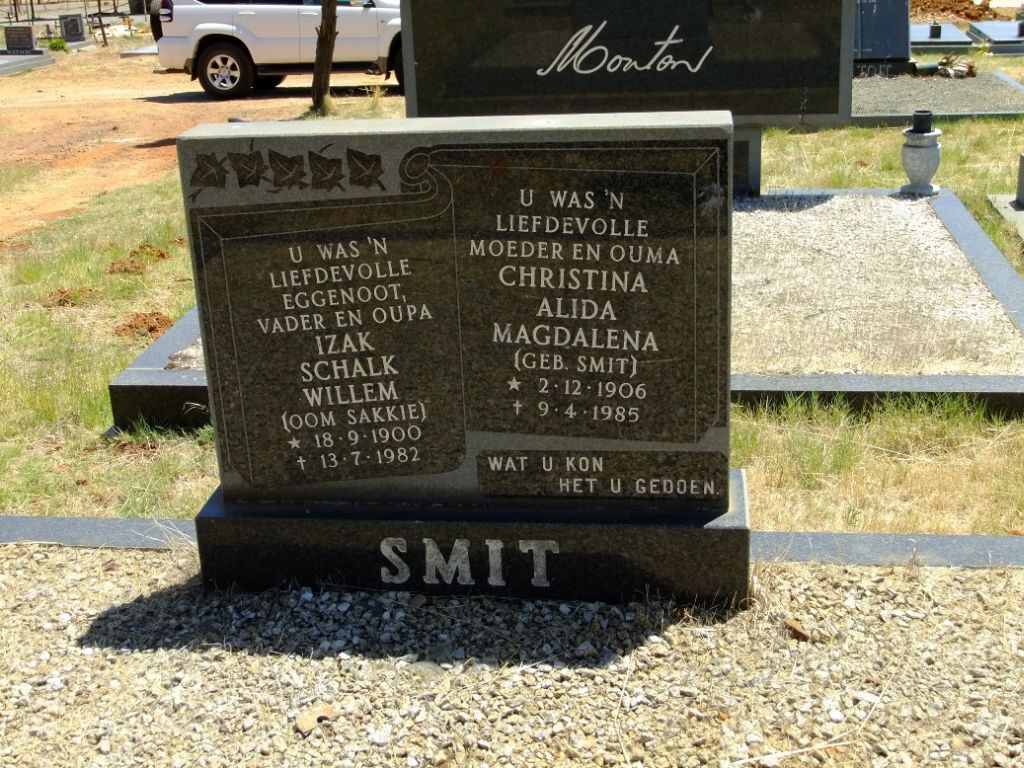 Mouton
U WAS 'N
LIEFDEVOLLE
EGGENOOT,
VADER EN OUPA
IZAK
SCHALK
WILLEM
(OOM SAKKIE)
★ 18·9·1900
† 13·7·1982
U WAS 'N
LIEFDEVOLLE
MOEDER EN OUMA
CHRISTINA
ALIDA
MAGDALENA
(GEB. SMIT)
★ 2·12·1906
† 9·4·1985
WAT U KON
HET U GEDOEN.
SMIT